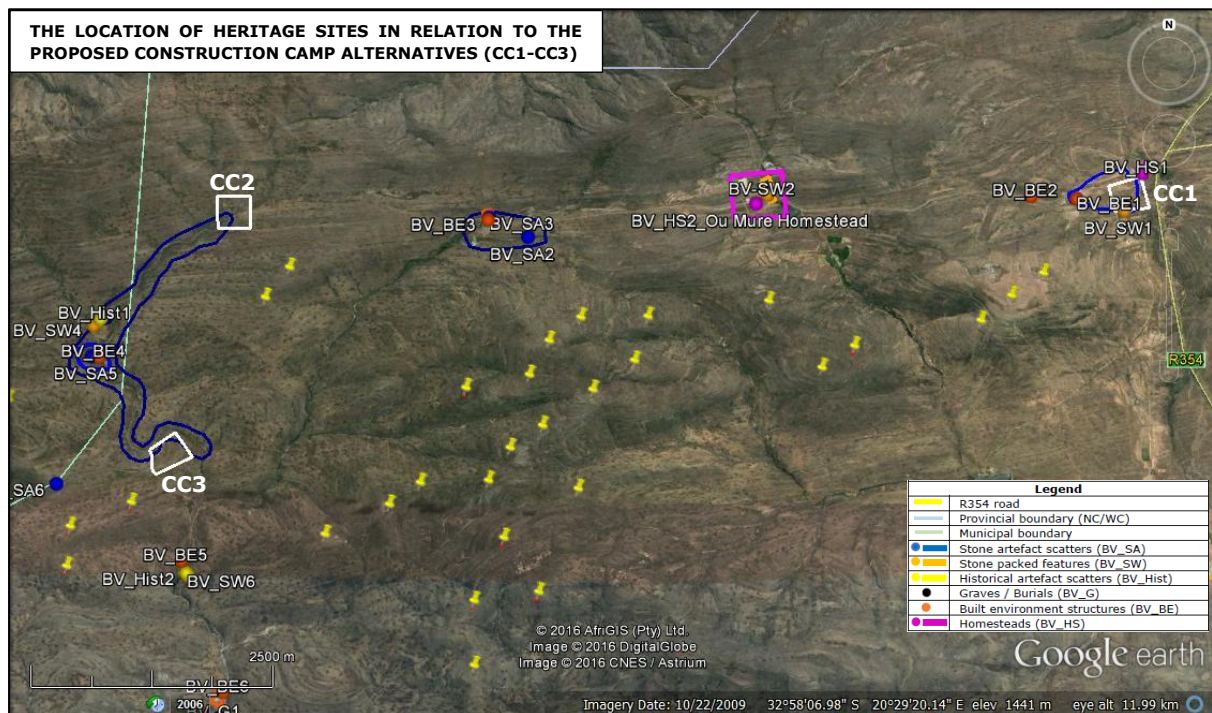 THE LOCATION OF HERITAGE SITES IN RELATION TO THE
PROPOSED CONSTRUCTION CAMP ALTERNATIVES (CC1-CC3)
N
CC2
BV_HS1
CC1
BV-SW2
BV_BE2
BV_BE1
BV_SW1
BV_BE3
BV_SA3
BV_HS2_Ou Mure Homestead
BV_SA2
BV_Hist1
BV_SW4
BV_BE4
BV_SA5
R354
CC3
_SA6
Legend
R354 road
Provincial boundary (NC/WC)
Municipal boundary
Stone artefact scatters (BV_SA)
Stone packed features (BV_SW)
Historical artefact scatters (BV_Hist)
Graves / Burials (BV_G)
Built environment structures (BV_BE)
Homesteads (BV_HS)
BV_BE5
BV_Hist2
BV_SW6
© 2016 AfriGIS (Pty) Ltd.
Image © 2016 DigitalGlobe
Image © 2016 CNES / Astrium
Google earth
2500 m
BV_BE6
BV_G1
2006
Imagery Date: 10/22/2009 32°58'06.98" S 20°29'20.14" E elev 1441 m eye alt 11.99 km